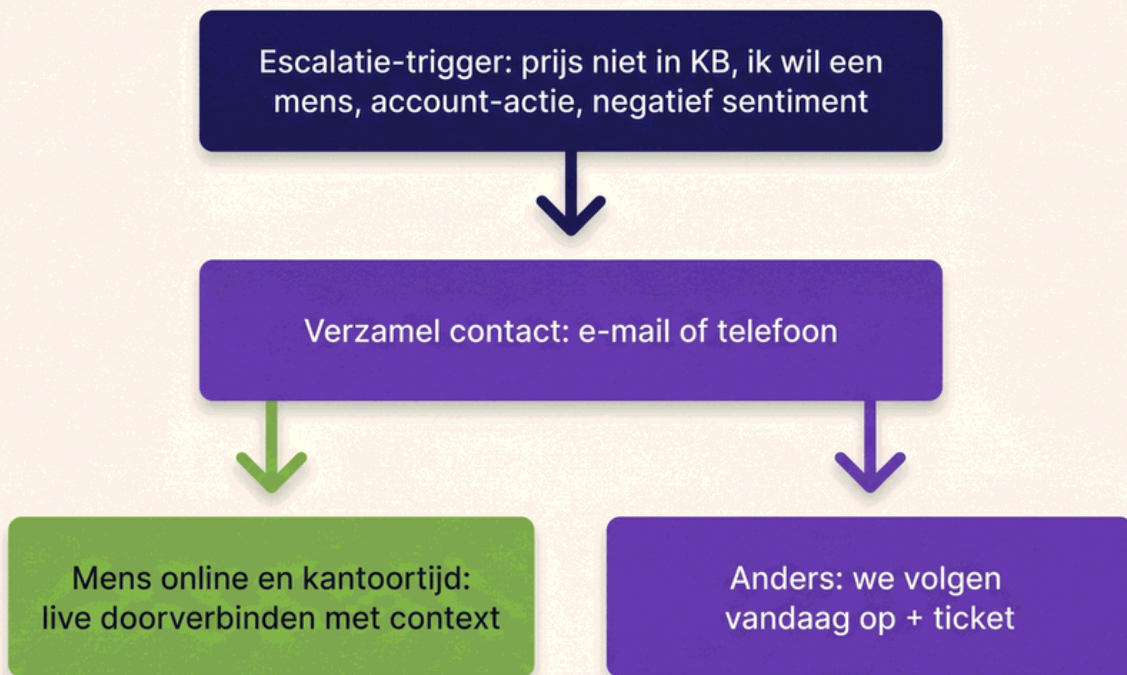 Escalatie-trigger: prijs niet in KB, ik wil een
mens, account-actie, negatief sentiment
Verzamel contact: e-mail of telefoon
Mens online en kantoortijd:
live doorverbinden met context
Anders: we volgen
vandaag op + ticket